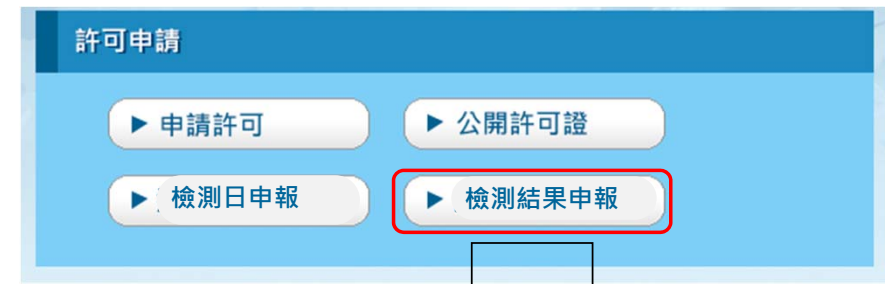 許可申請
▶ 申請許可
▶ 公開許可證
▶ 檢測日申報
▶ 檢測結果申報